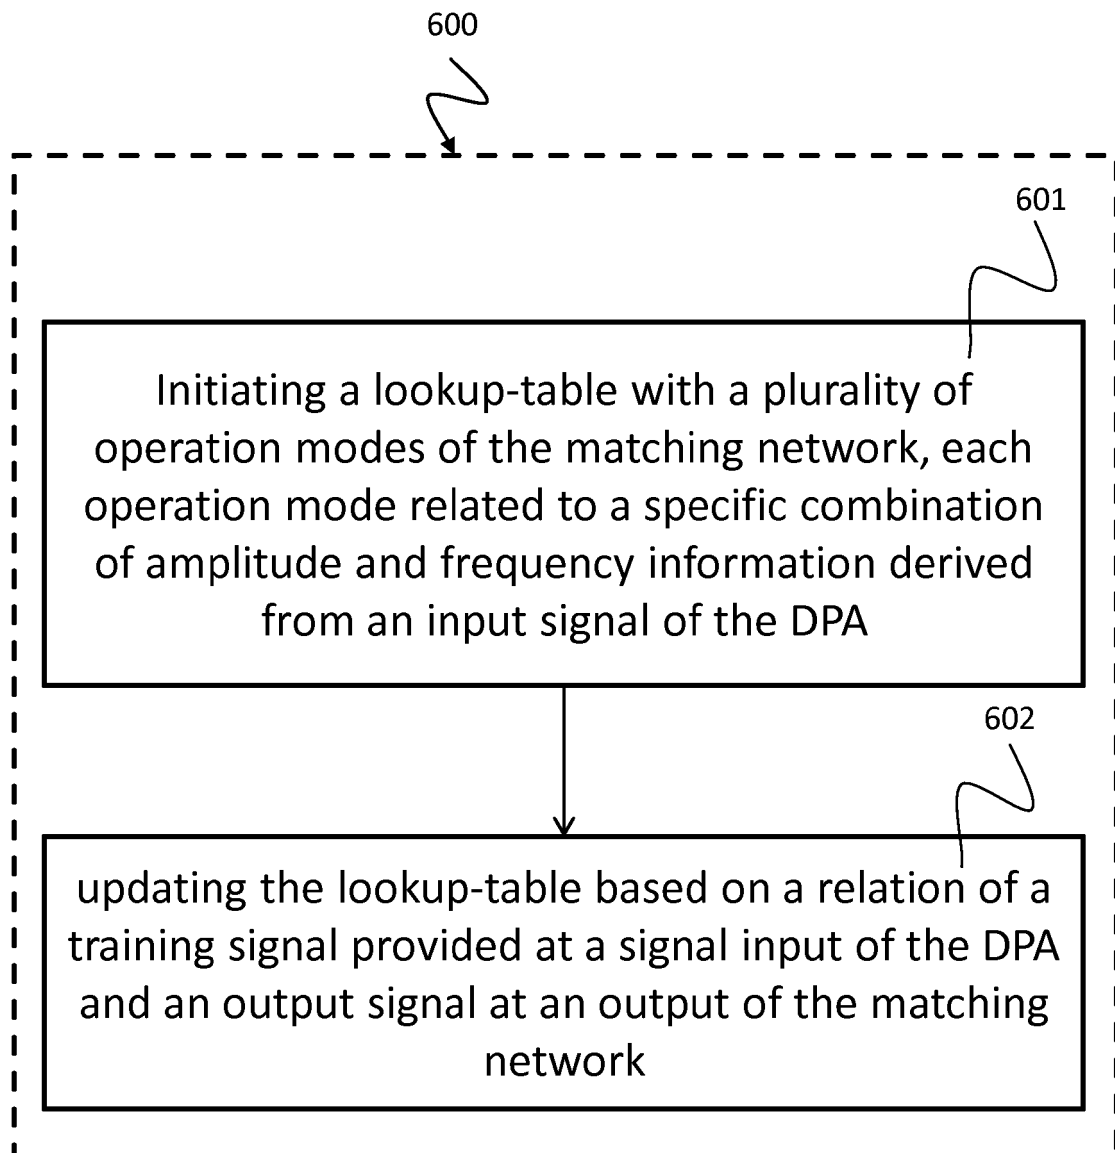 600
601
Initiating a lookup-table with a plurality of
operation modes of the matching network, each
operation mode related to a specific combination
of amplitude and frequency information derived
from an input signal of the DPA
602
updating the lookup-table based on a relation of a
training signal provided at a signal input of the DPA
and an output signal at an output of the matching
network